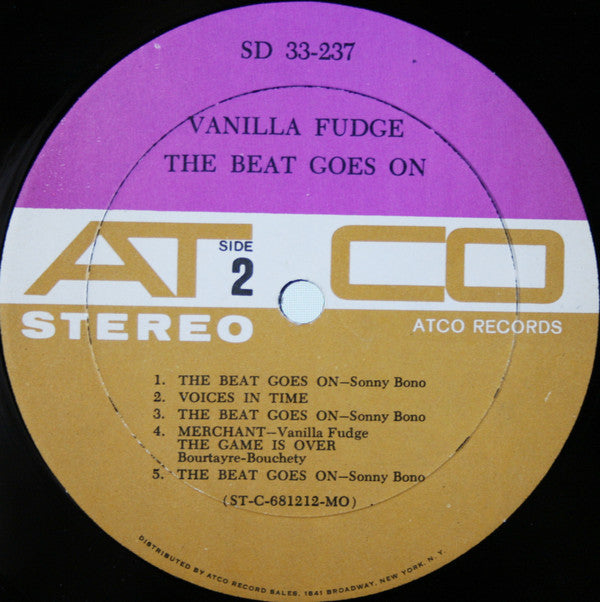 SD 33-237
VANILLA FUDGE
THE BEAT GOES ON
ATCO
SIDE
2
STEREO
ATCO RECORDS
1. THE BEAT GOES ON—Sonny Bono
2. VOICES IN TIME
3. THE BEAT GOES ON—Sonny Bono
4. MERCHANT—Vanilla Fudge
THE GAME IS OVER
Bourtayre-Bouchety
5. THE BEAT GOES ON—Sonny Bono
(ST-C-681212-MO)
DISTRIBUTED BY ATCO RECORD SALES, 1841 BROADWAY, NEW YORK, N. Y.